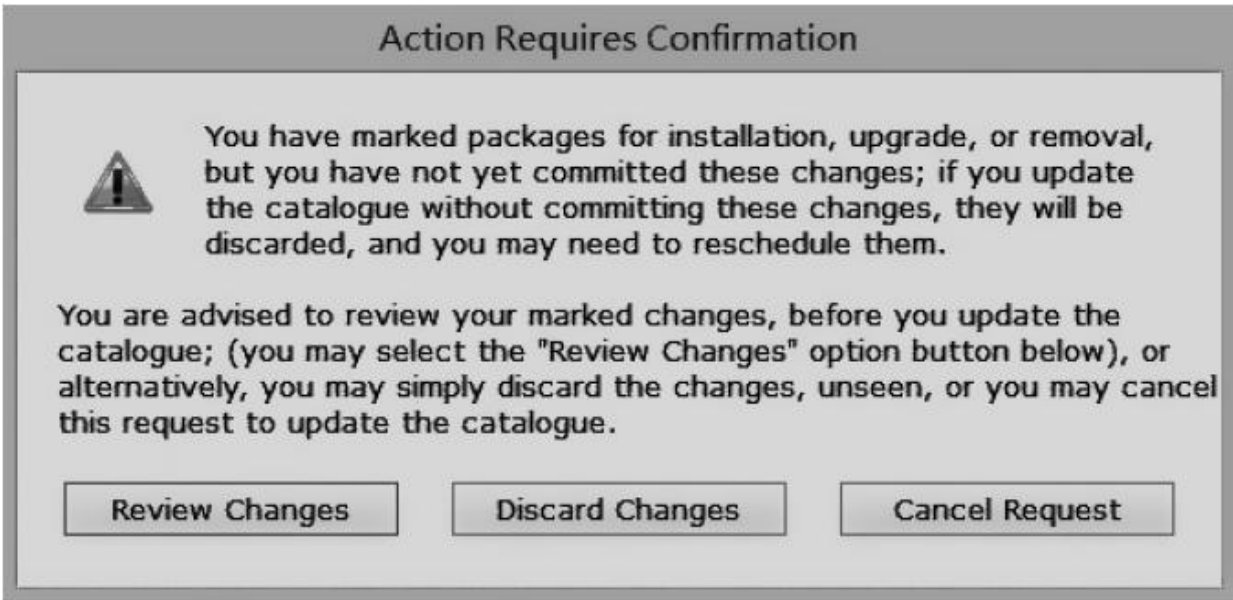 Action Requires Confirmation
You have marked packages for installation, upgrade, or removal,
but you have not yet committed these changes; if you update
the catalogue without committing these changes, they will be
discarded, and you may need to reschedule them.
You are advised to review your marked changes, before you update the
catalogue; (you may select the "Review Changes" option button below), or
alternatively, you may simply discard the changes, unseen, or you may cancel
this request to update the catalogue.
Review Changes Discard Changes Cancel Request